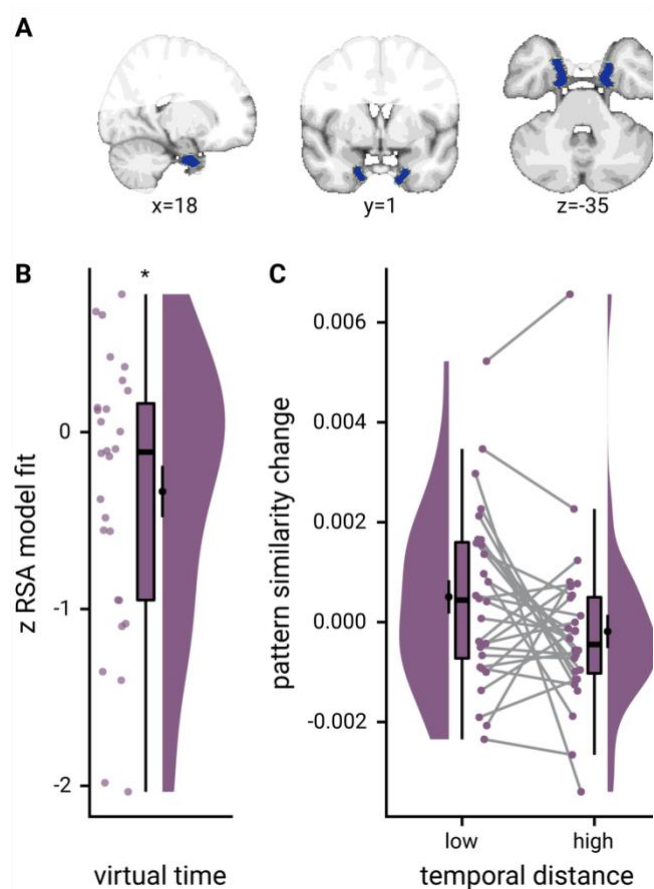 A
x=18
y=1
z=-35
B
*
0
-1
-2
z RSA model fit
virtual time
C
0.006
0.004
0.002
0.000
-0.002
pattern similarity change
low
high
temporal distance